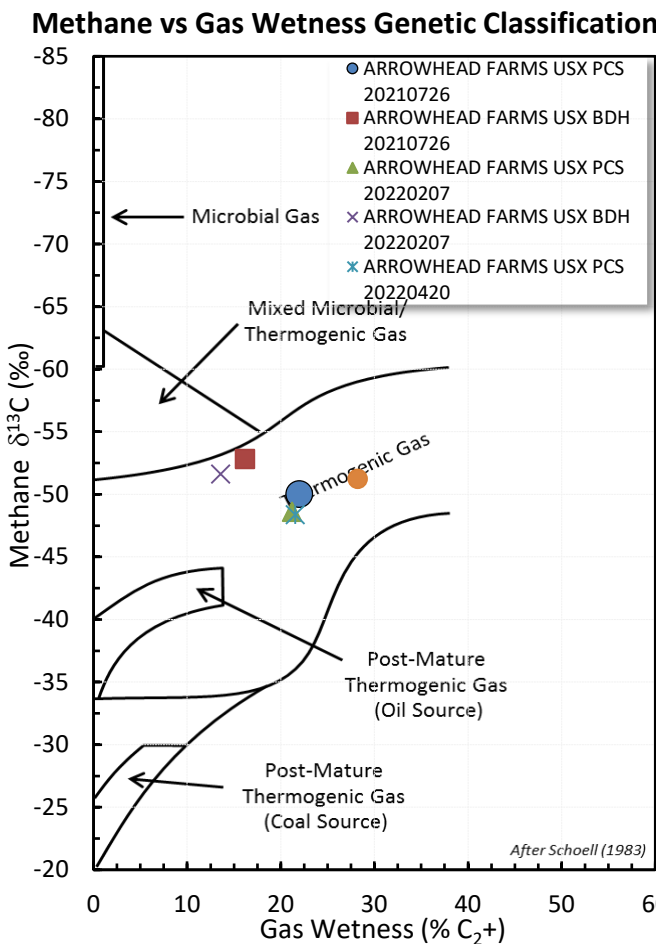 Methane vs Gas Wetness Genetic Classification
-85
-80
-75
-70
-65
-60
-55
-50
-45
-40
-35
-30
-25
-20
Methane δ¹³C (‰)
ARROWHEAD FARMS USX PCS
20210726
ARROWHEAD FARMS USX BDH
20210726
ARROWHEAD FARMS USX PCS
20220207
ARROWHEAD FARMS USX BDH
20220207
ARROWHEAD FARMS USX PCS
20220420
Microbial Gas
Mixed Microbial/
Thermogenic Gas
Thermogenic Gas
Post-Mature
Thermogenic Gas
(Oil Source)
Post-Mature
Thermogenic Gas
(Coal Source)
After Schoell (1983)
0 10 20 30 40 50
Gas Wetness (% C₂+)